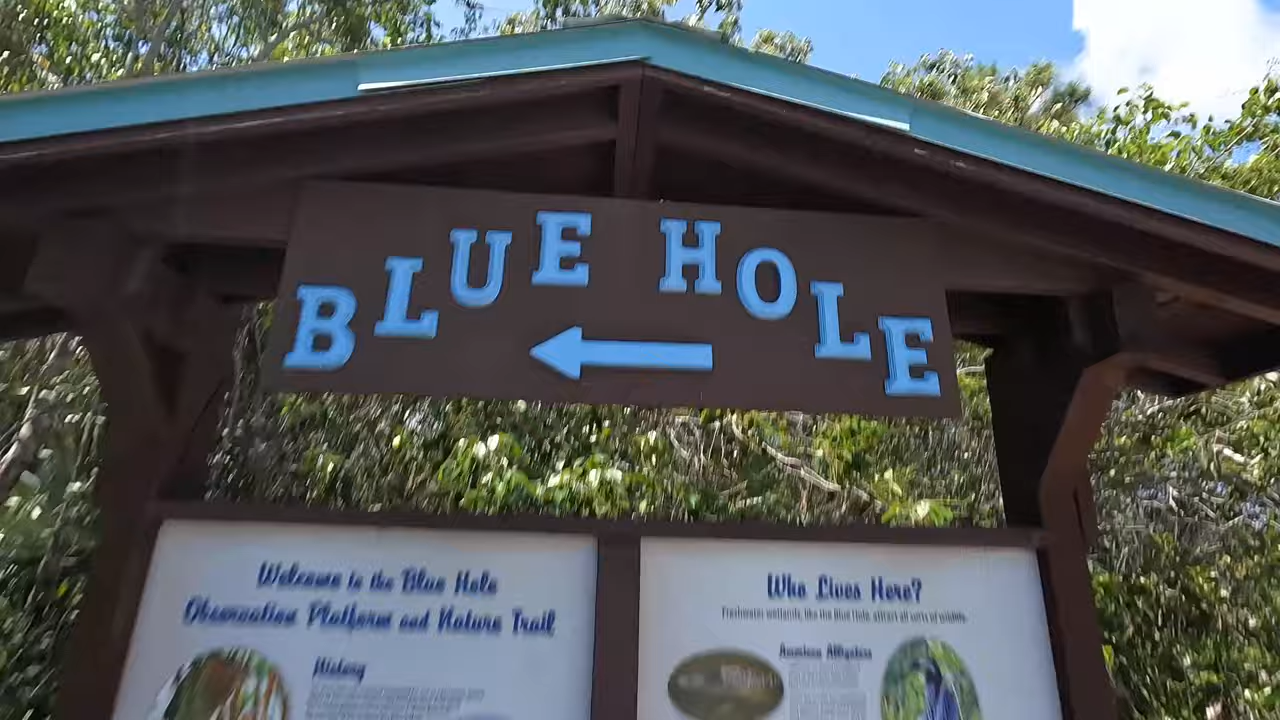 BLUE HOLE
Welcome to the Blue Hole
Observation Platform and Nature Trail
History
Who Lives Here?
Freshwater wetlands, like the Blue Hole, attract all sorts of wildlife.
American Alligators